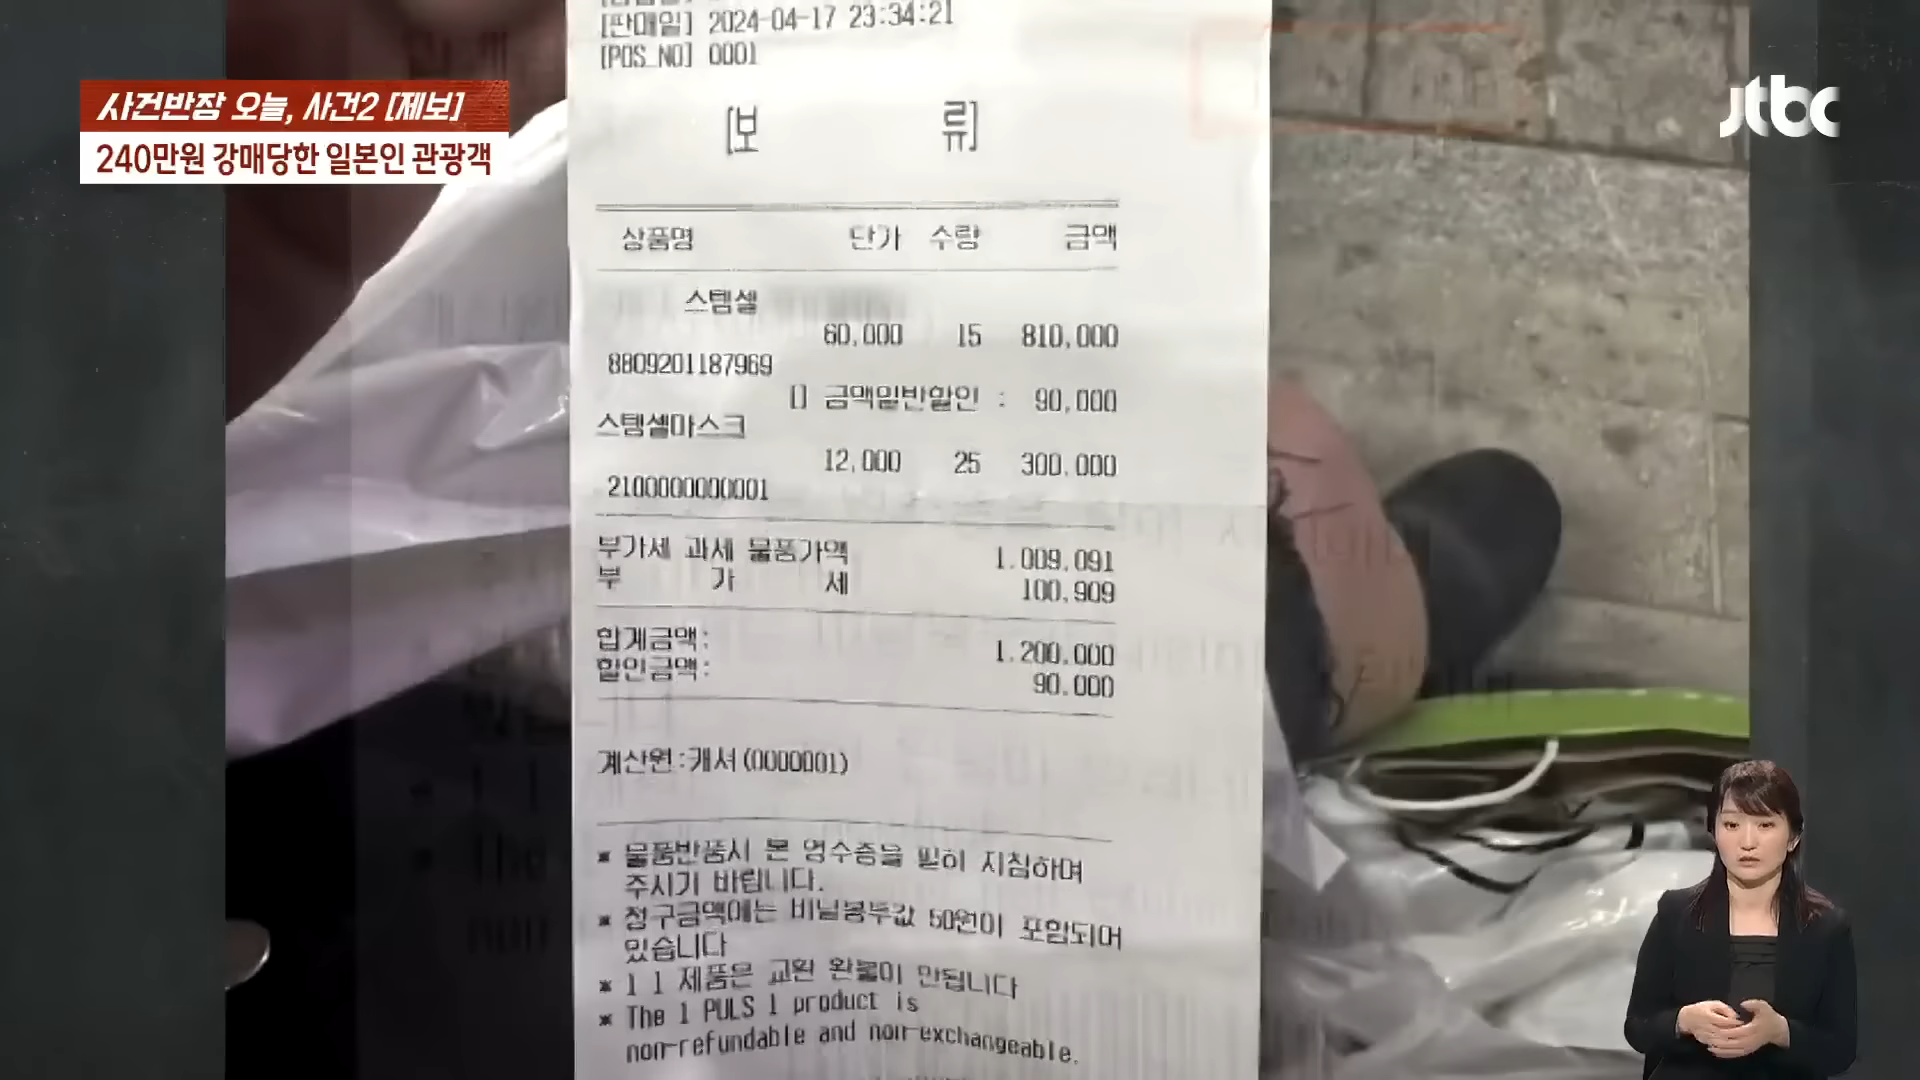 [판매일] 2024-04-17 23:34:21
[POS_NO] 0001
사건반장 오늘, 사건2 [제보]
240만원 강매당한 일본인 관광객
jtbc
[보 류]
상품명 단가 수량 금액
스템셀
60,000 15 810,000
8809201187969
[] 금액일반할인 : 90,000
스템셀마스크
12,000 25 300,000
2100000000001
부가세 과세 물품가액 1,009,091
부 가 세 100,909
합계금액: 1,200,000
할인금액: 90,000
계산원:캐셔(0000001)
* 물품반품시 본 영수증을 필히 지침하며
주시기 바랍니다.
* 청구금액에는 비닐봉투값 50원이 포함되어
있습니다
* 1 1 제품은 교환 환불이 안됩니다
* The 1 PULS 1 product is
non-refundable and non-exchangeable.